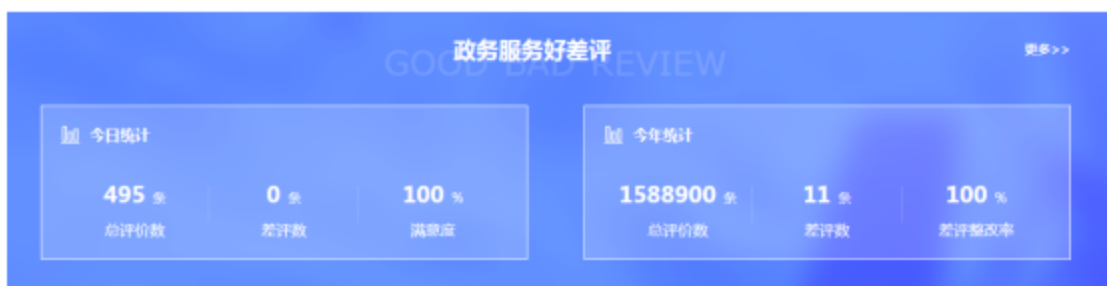 政务服务好差评
GOOD BAD REVIEW
更多>>
今日统计
495 条
0 条
100 %
总评价数
差评数
满意度
今年统计
1588900 条
11 条
100 %
总评价数
差评数
差评整改率